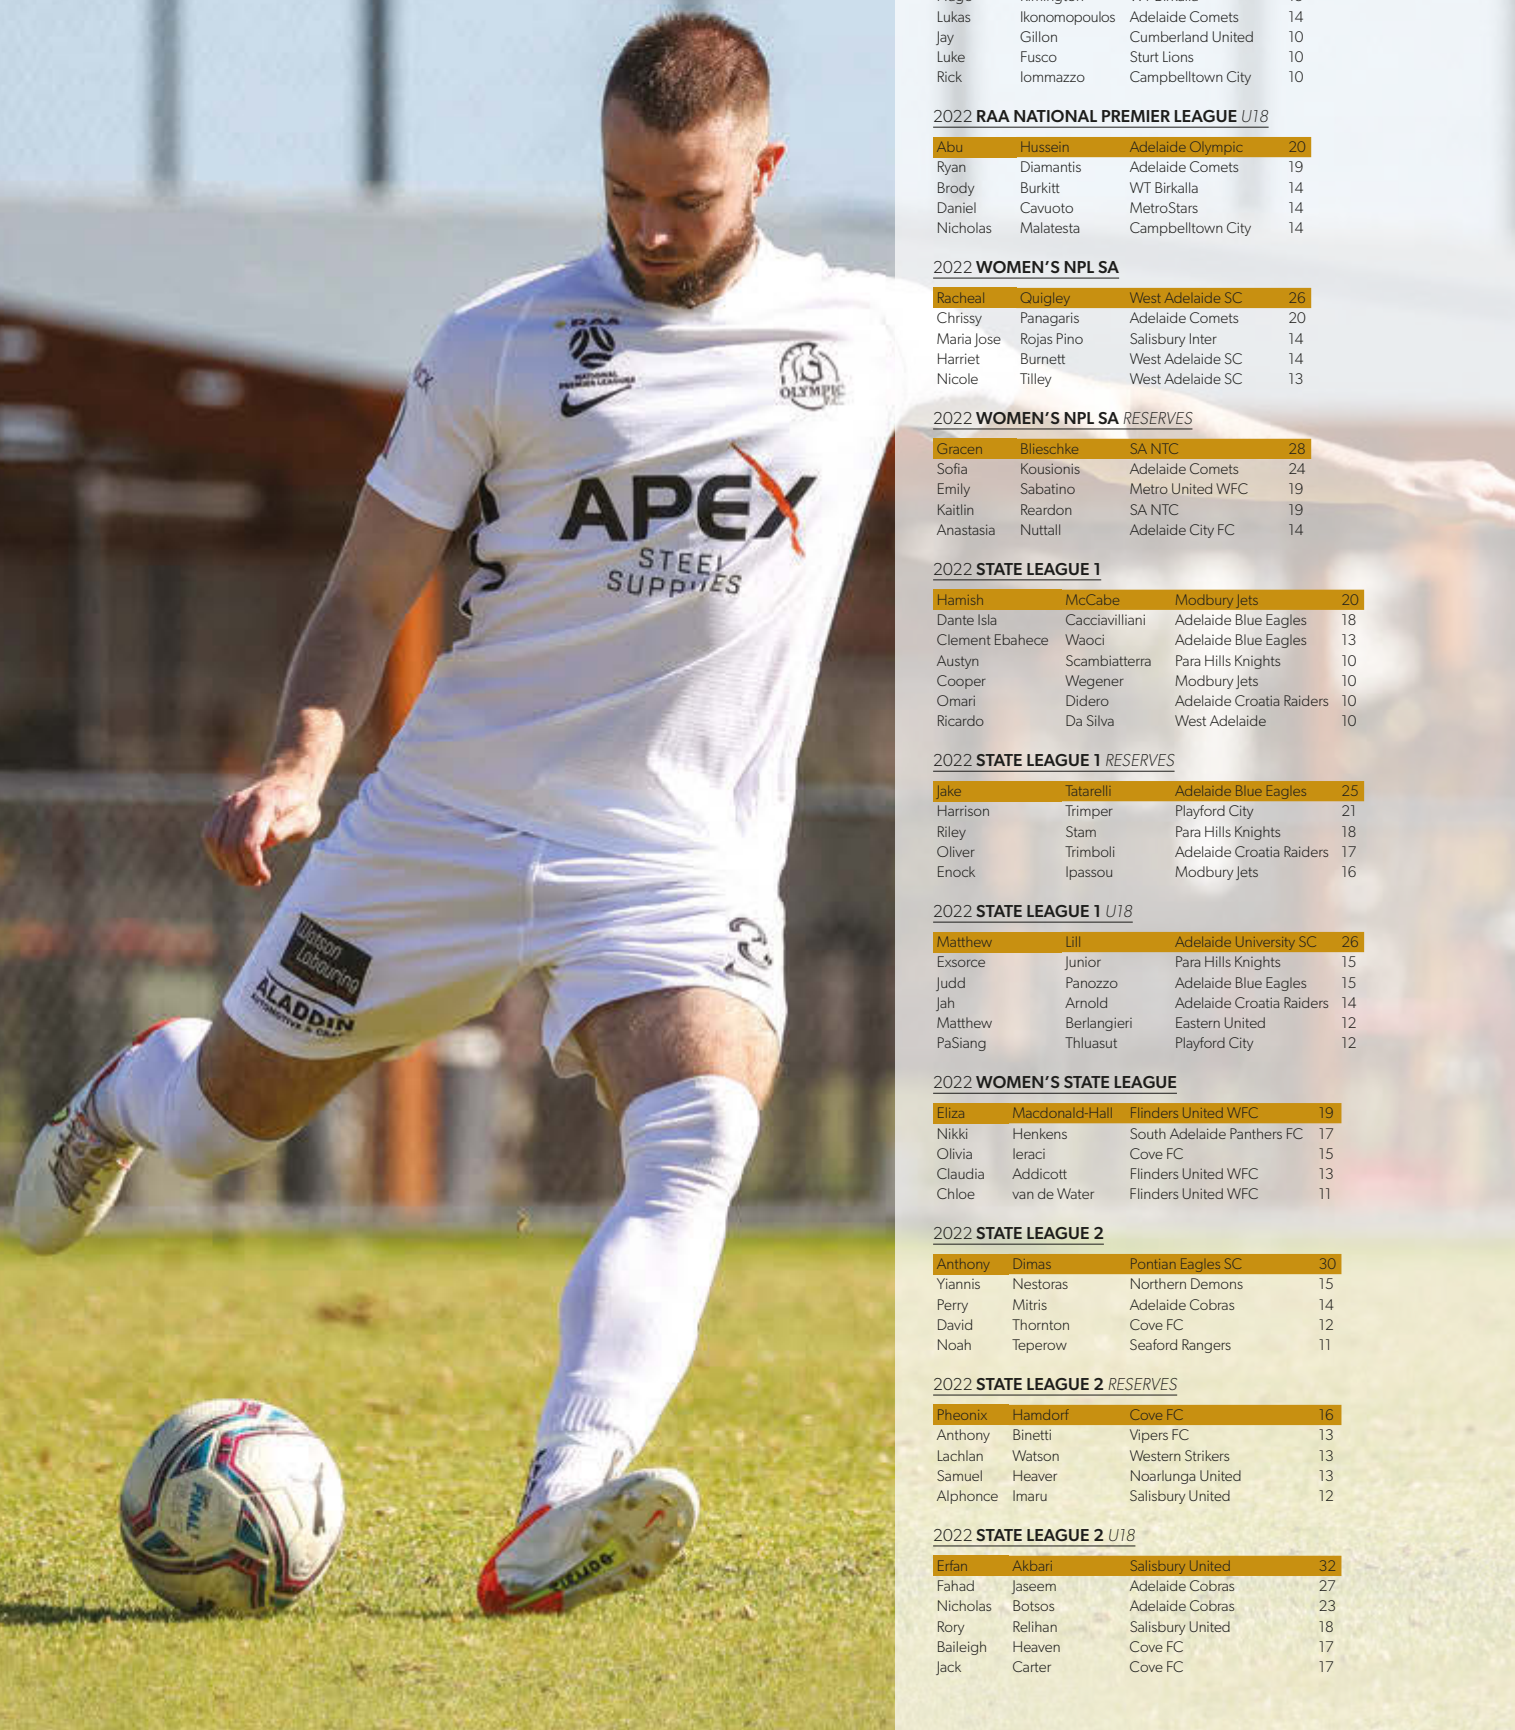 Lukas Ikonomopoulos Adelaide Comets 14
Jay Gillon Cumberland United 10
Luke Fusco Sturt Lions 10
Rick Iommazzo Campbelltown City 10
2022 RAA NATIONAL PREMIER LEAGUE U18
Abu Hussein Adelaide Olympic 20
Ryan Diamantis Adelaide Comets 19
Brody Burkitt WT Birkalla 14
Daniel Cavuoto MetroStars 14
Nicholas Malatesta Campbelltown City 14
2022 WOMEN'S NPL SA
Racheal Quigley West Adelaide SC 26
Chrissy Panagaris Adelaide Comets 20
Maria Jose Rojas Pino Salisbury Inter 14
Harriet Burnett West Adelaide SC 14
Nicole Tilley West Adelaide SC 13
2022 WOMEN'S NPL SA RESERVES
Gracen Blieschke SA NTC 28
Sofia Kousionis Adelaide Comets 24
Emily Sabatino Metro United WFC 19
Kaitlin Reardon SA NTC 19
Anastasia Nuttall Adelaide City FC 14
2022 STATE LEAGUE 1
Hamish McCabe Modbury Jets 20
Dante Isla Cacciavilliani Adelaide Blue Eagles 18
Clement Ebahece Waoci Adelaide Blue Eagles 13
Austyn Scambiatterra Para Hills Knights 10
Cooper Wegener Modbury Jets 10
Omari Didero Adelaide Croatia Raiders 10
Ricardo Da Silva West Adelaide 10
2022 STATE LEAGUE 1 RESERVES
Jake Tatarelli Adelaide Blue Eagles 25
Harrison Trimper Playford City 21
Riley Stam Para Hills Knights 18
Oliver Trimboli Adelaide Croatia Raiders 17
Enock Ipassou Modbury Jets 16
2022 STATE LEAGUE 1 U18
Matthew Lill Adelaide University SC 26
Exsorce Junior Para Hills Knights 15
Judd Panozzo Adelaide Blue Eagles 15
Jah Arnold Adelaide Croatia Raiders 14
Matthew Berlangieri Eastern United 12
PaSiang Thluasut Playford City 12
2022 WOMEN'S STATE LEAGUE
Eliza Macdonald-Hall Flinders United WFC 19
Nikki Henkens South Adelaide Panthers FC 17
Olivia Ieraci Cove FC 15
Claudia Addicott Flinders United WFC 13
Chloe van de Water Flinders United WFC 11
2022 STATE LEAGUE 2
Anthony Dimas Pontian Eagles SC 30
Yiannis Nestoras Northern Demons 15
Perry Mitris Adelaide Cobras 14
David Thornton Cove FC 12
Noah Teperow Seaford Rangers 11
2022 STATE LEAGUE 2 RESERVES
Pheonix Hamdorf Cove FC 16
Anthony Binetti Vipers FC 13
Lachlan Watson Western Strikers 13
Samuel Heaver Noarlunga United 13
Alphonce Imaru Salisbury United 12
2022 STATE LEAGUE 2 U18
Erfan Akbari Salisbury United 32
Fahad Jaseem Adelaide Cobras 27
Nicholas Botsos Adelaide Cobras 23
Rory Relihan Salisbury United 18
Baileigh Heaven Cove FC 17
Jack Carter Cove FC 17
RAA
NATIONAL
PREMIER LEAGUES
OLYMPIC
APEX
STEEL
SUPPLIES
Watson
Labouring
ALADDIN
FINAL